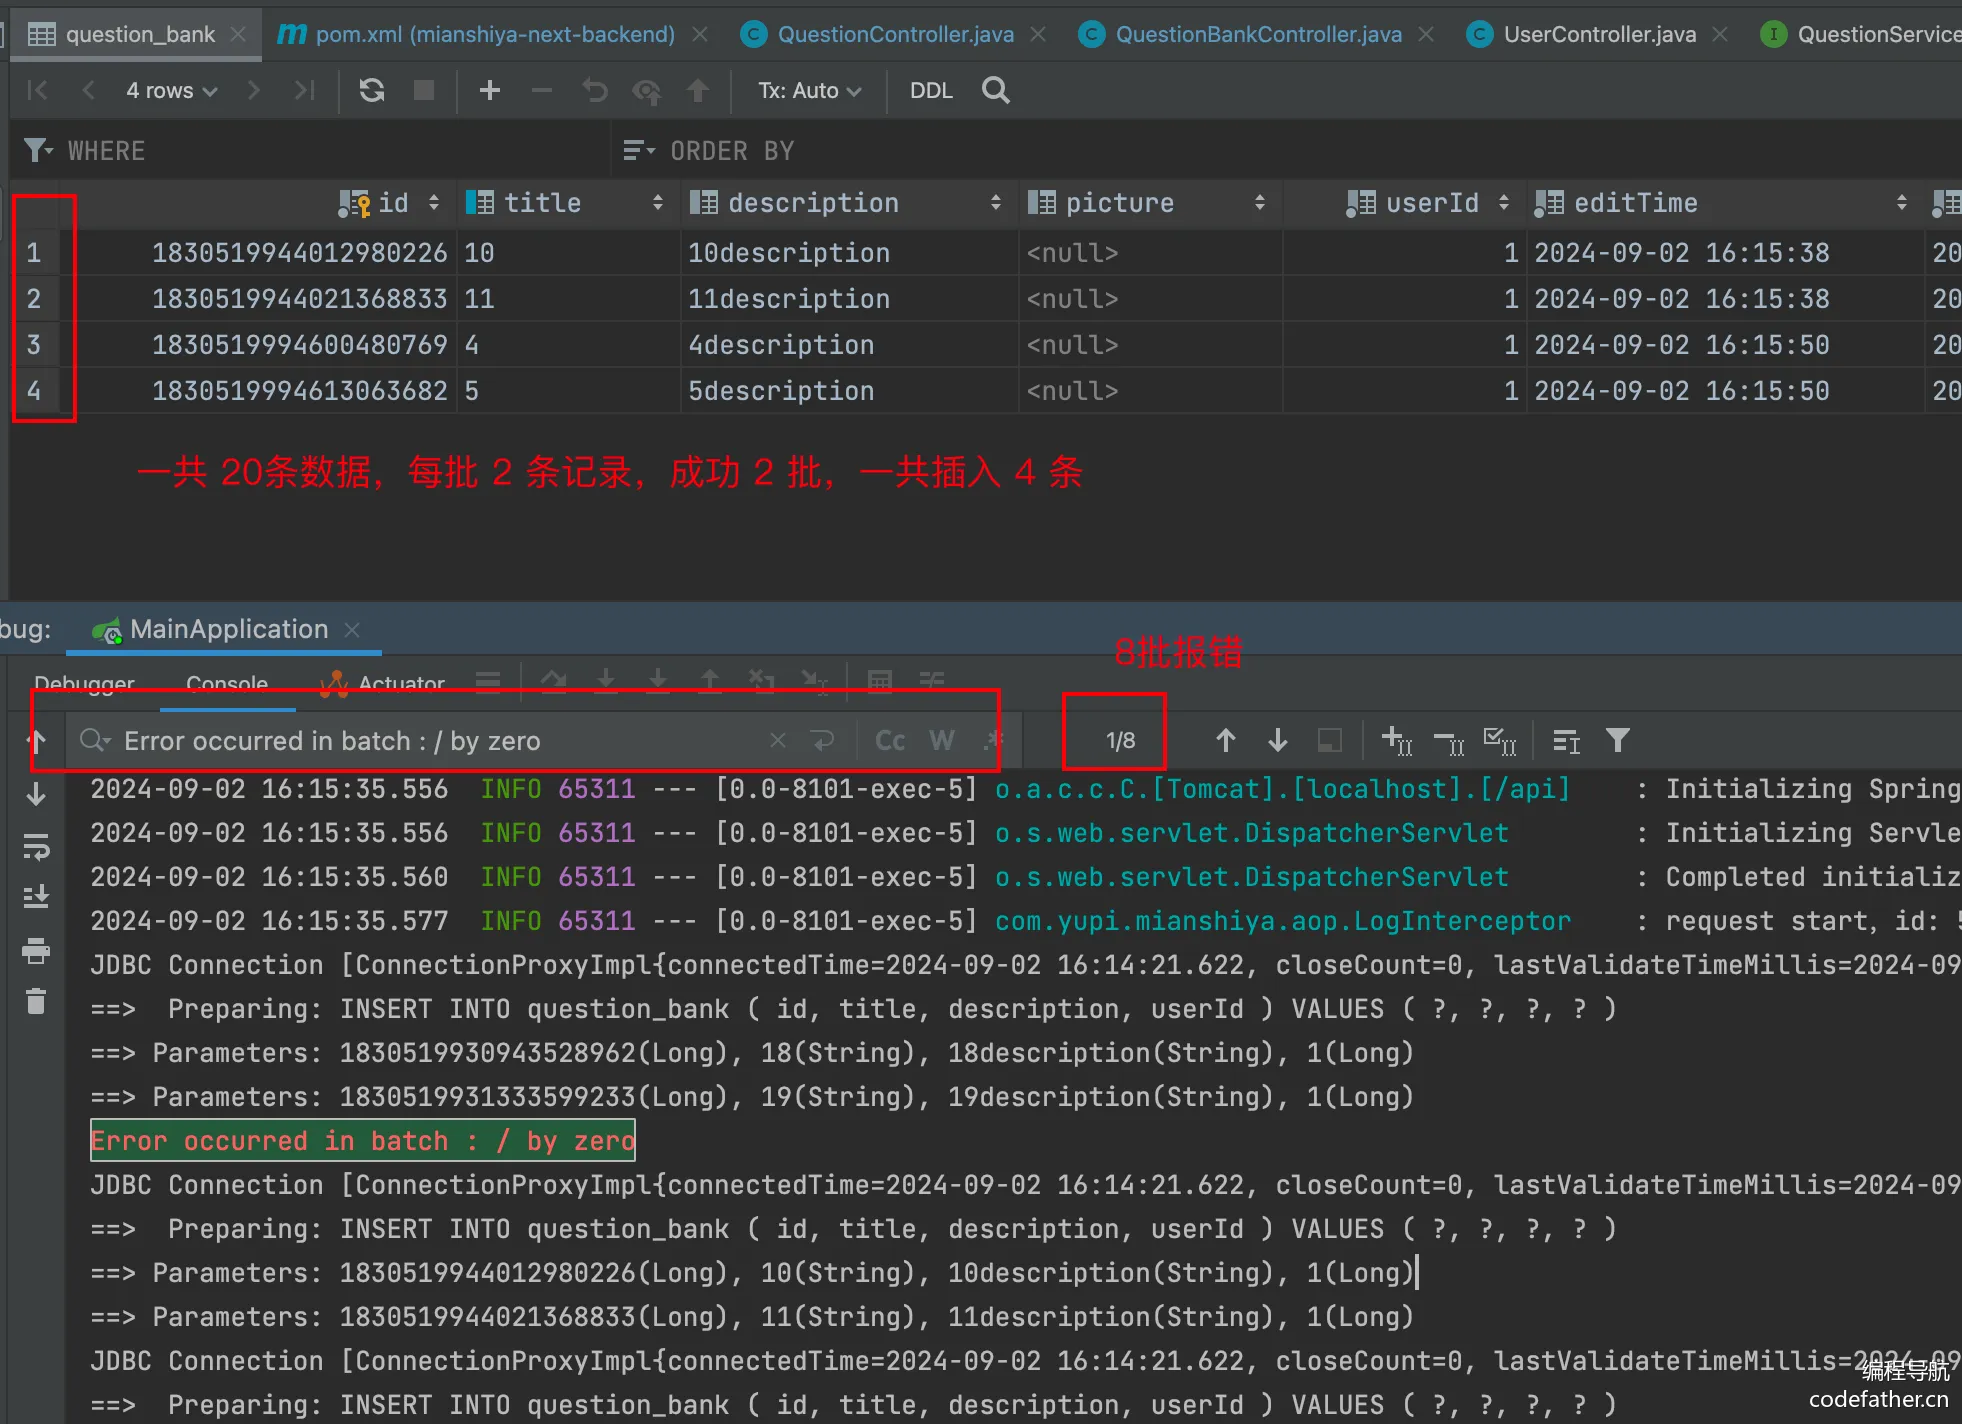 question_bank pom.xml (mianshiya-next-backend) QuestionController.java QuestionBankController.java UserController.java QuestionService
4 rows Tx: Auto DDL
WHERE ORDER BY
id title description picture userId editTime
1 1830519944012980226 10 10description <null> 1 2024-09-02 16:15:38 20
2 1830519944021368833 11 11description <null> 1 2024-09-02 16:15:38 20
3 1830519994600480769 4 4description <null> 1 2024-09-02 16:15:50 20
4 1830519994613063682 5 5description <null> 1 2024-09-02 16:15:50 20
一共 20条数据，每批 2 条记录，成功 2 批，一共插入 4 条
bug: MainApplication
8批报错
Debugger Console Actuator
Error occurred in batch : / by zero Cc W .* 1/8
2024-09-02 16:15:35.556 INFO 65311 --- [0.0-8101-exec-5] o.a.c.c.C.[Tomcat].[localhost].[/api] : Initializing Spring
2024-09-02 16:15:35.556 INFO 65311 --- [0.0-8101-exec-5] o.s.web.servlet.DispatcherServlet : Initializing Servle
2024-09-02 16:15:35.560 INFO 65311 --- [0.0-8101-exec-5] o.s.web.servlet.DispatcherServlet : Completed initializ
2024-09-02 16:15:35.577 INFO 65311 --- [0.0-8101-exec-5] com.yupi.mianshiya.aop.LogInterceptor : request start, id: 5
JDBC Connection [ConnectionProxyImpl{connectedTime=2024-09-02 16:14:21.622, closeCount=0, lastValidateTimeMillis=2024-09
==> Preparing: INSERT INTO question_bank ( id, title, description, userId ) VALUES ( ?, ?, ?, ? )
==> Parameters: 1830519930943528962(Long), 18(String), 18description(String), 1(Long)
==> Parameters: 1830519931333599233(Long), 19(String), 19description(String), 1(Long)
Error occurred in batch : / by zero
JDBC Connection [ConnectionProxyImpl{connectedTime=2024-09-02 16:14:21.622, closeCount=0, lastValidateTimeMillis=2024-09
==> Preparing: INSERT INTO question_bank ( id, title, description, userId ) VALUES ( ?, ?, ?, ? )
==> Parameters: 1830519944012980226(Long), 10(String), 10description(String), 1(Long)
==> Parameters: 1830519944021368833(Long), 11(String), 11description(String), 1(Long)
JDBC Connection [ConnectionProxyImpl{connectedTime=2024-09-02 16:14:21.622, closeCount=0, lastValidateTimeMillis=2024-09
编程导航
==> Preparing: INSERT INTO question_bank ( id, title, description, userId ) VALUES ( ?, ?, ?, ? )
codefather.cn